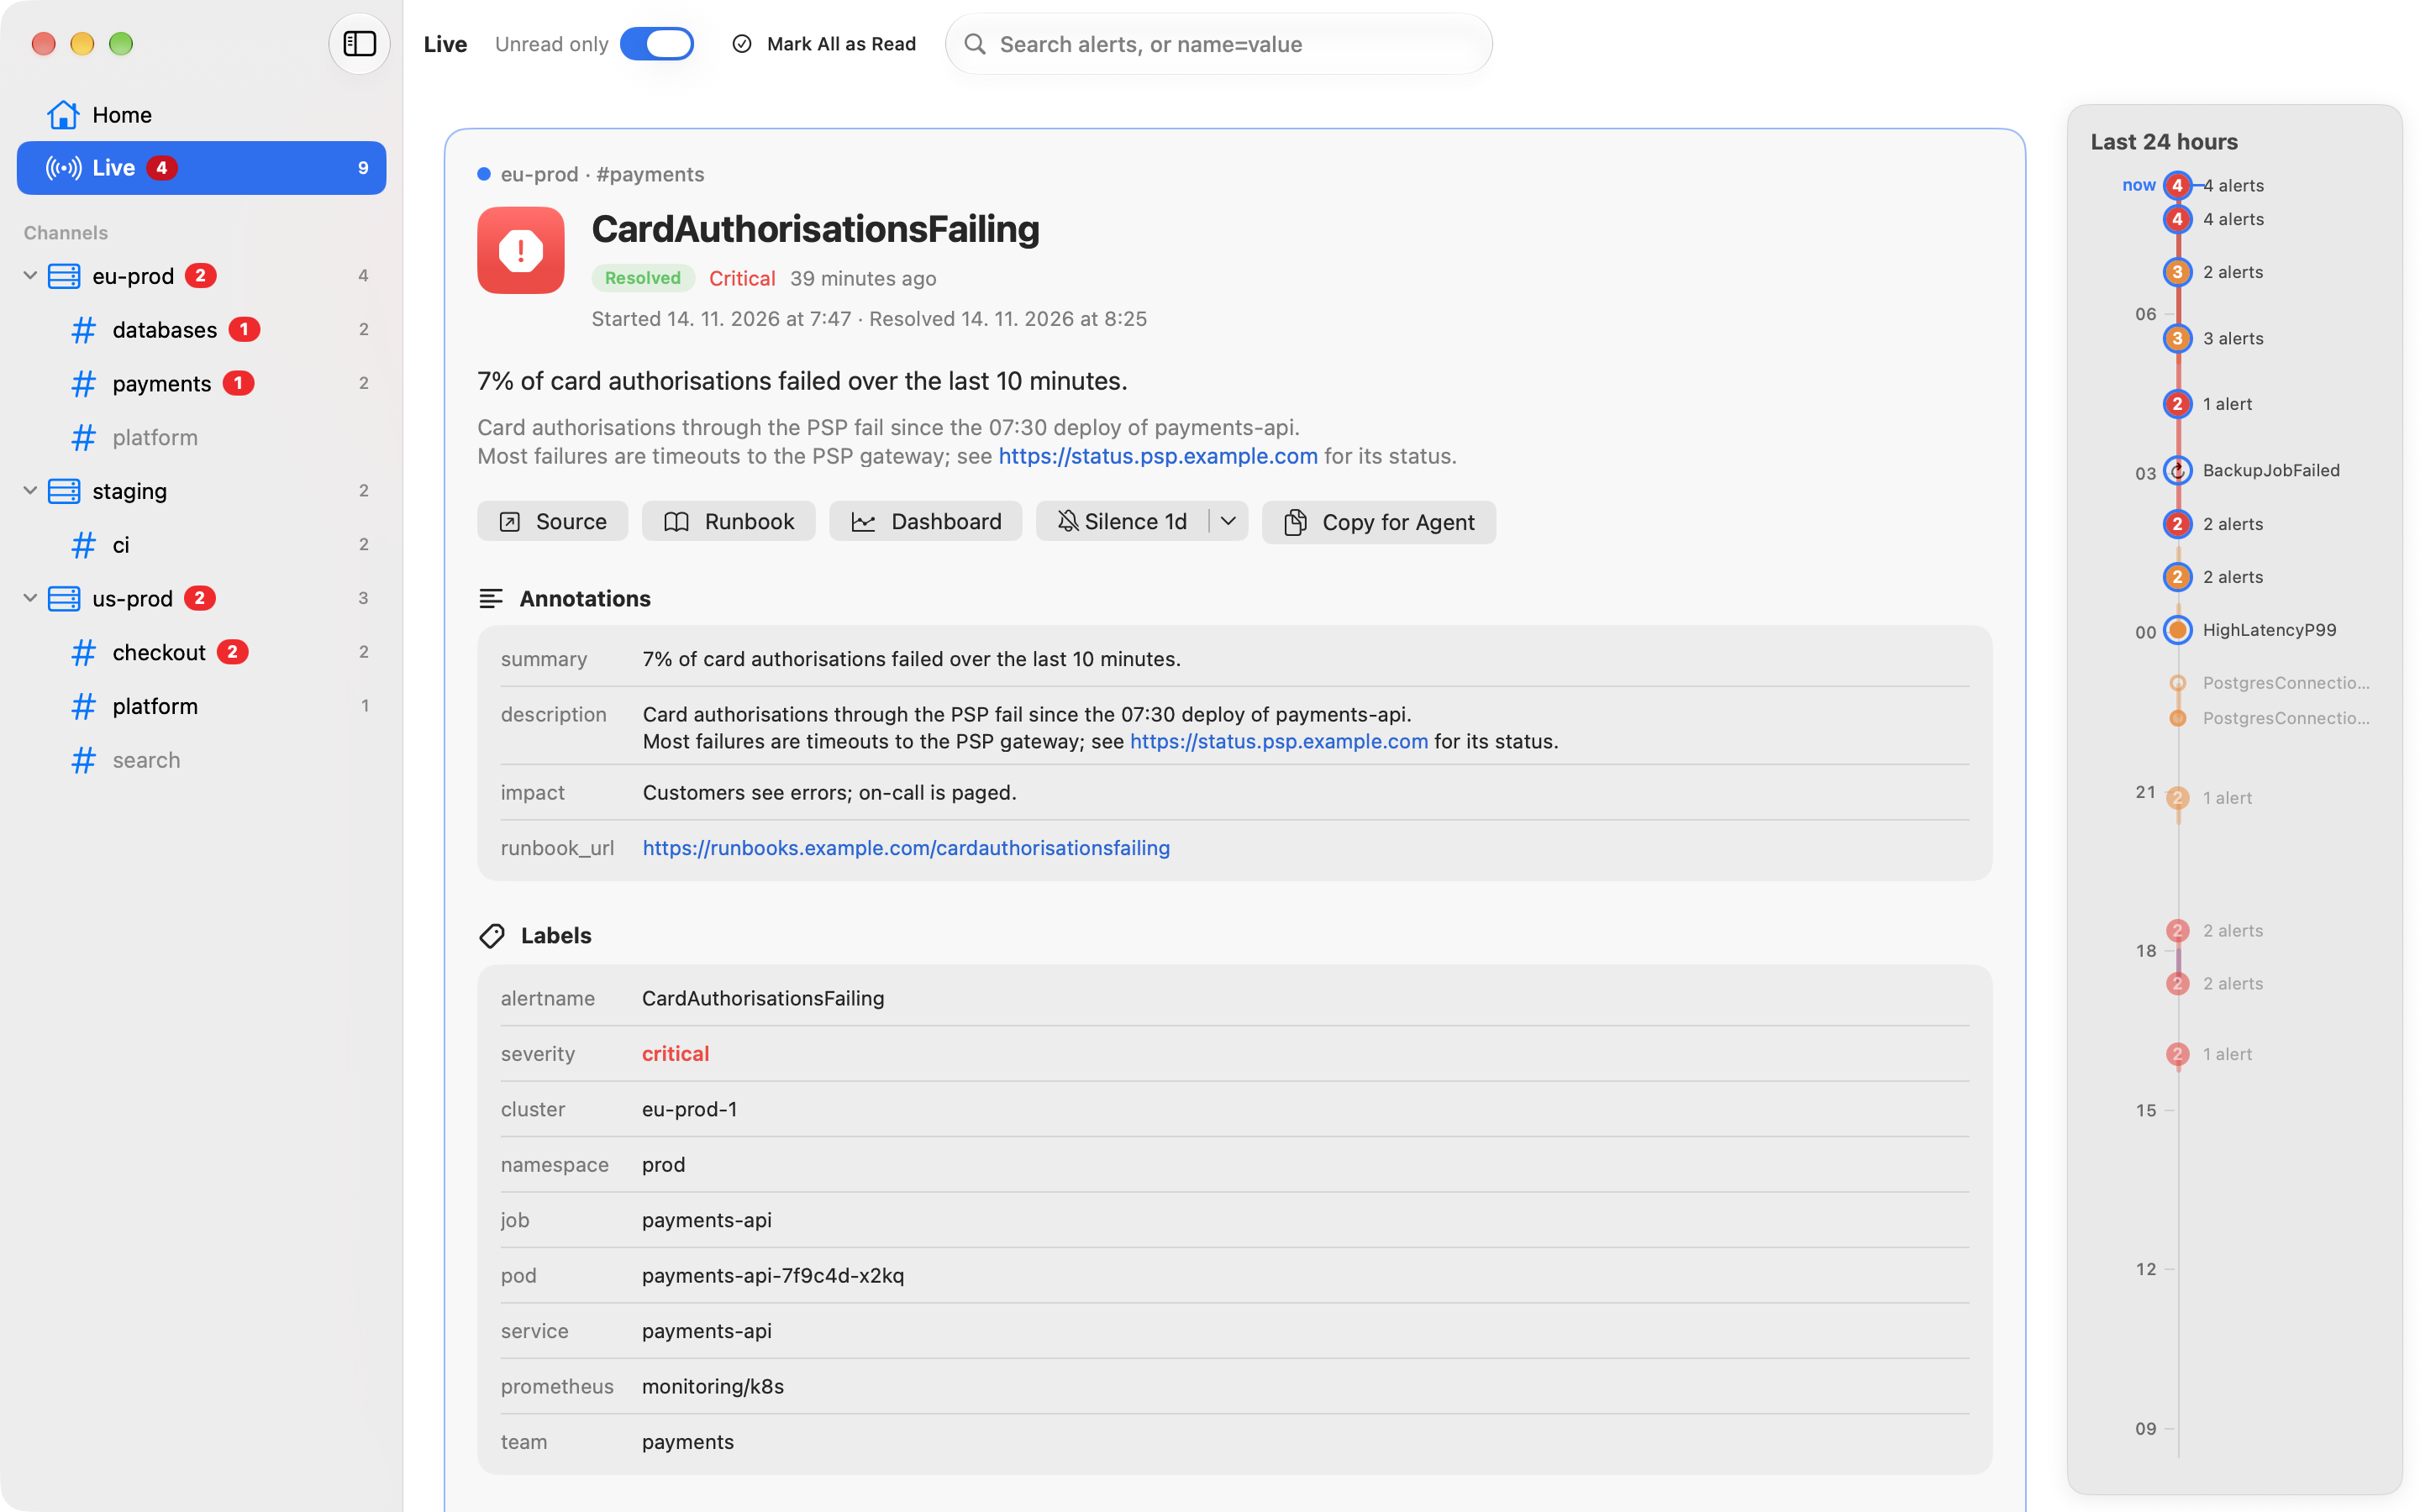 Home
Live 4 9
Channels
eu-prod 2 4
databases 1 2
payments 1 2
platform
staging 2
ci 2
us-prod 2 3
checkout 2 2
platform 1
search
Live Unread only Mark All as Read Search alerts, or name=value
eu-prod · #payments
CardAuthorisationsFailing
Resolved Critical 39 minutes ago
Started 14. 11. 2026 at 7:47 · Resolved 14. 11. 2026 at 8:25
7% of card authorisations failed over the last 10 minutes.
Card authorisations through the PSP fail since the 07:30 deploy of payments-api.
Most failures are timeouts to the PSP gateway; see https://status.psp.example.com for its status.
Source Runbook Dashboard Silence 1d Copy for Agent
Annotations
summary 7% of card authorisations failed over the last 10 minutes.
description Card authorisations through the PSP fail since the 07:30 deploy of payments-api.
Most failures are timeouts to the PSP gateway; see https://status.psp.example.com for its status.
impact Customers see errors; on-call is paged.
runbook_url https://runbooks.example.com/cardauthorisationsfailing
Labels
alertname CardAuthorisationsFailing
severity critical
cluster eu-prod-1
namespace prod
job payments-api
pod payments-api-7f9c4d-x2kq
service payments-api
prometheus monitoring/k8s
team payments
Last 24 hours
now 4 4 alerts
4 4 alerts
3 2 alerts
06
3 3 alerts
2 1 alert
03 BackupJobFailed
2 2 alerts
2 2 alerts
00 HighLatencyP99
PostgresConnectio...
PostgresConnectio...
21 2 1 alert
2 2 alerts
18
2 2 alerts
2 1 alert
15
12
09